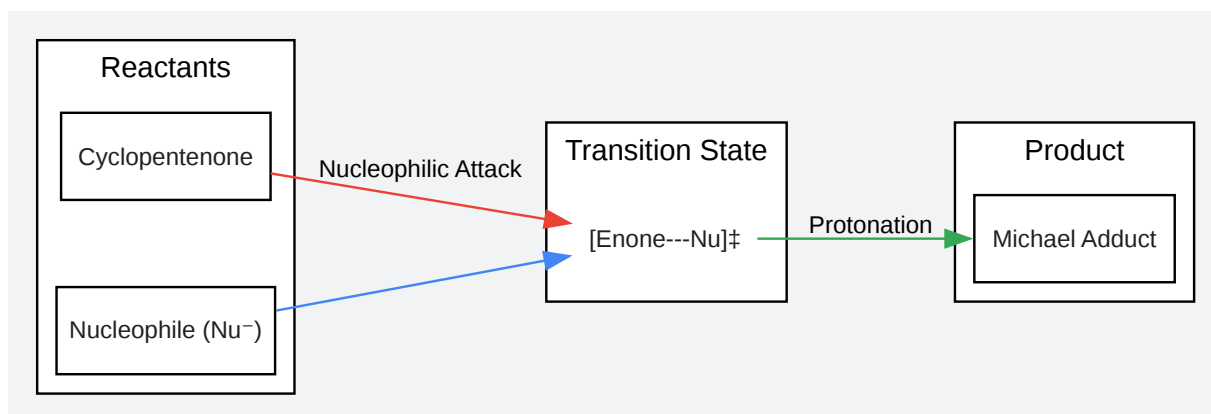 Reactants
Cyclopentenone
Nucleophile (Nu⁻)
Nucleophilic Attack
Transition State
[Enone---Nu]‡
Protonation
Product
Michael Adduct